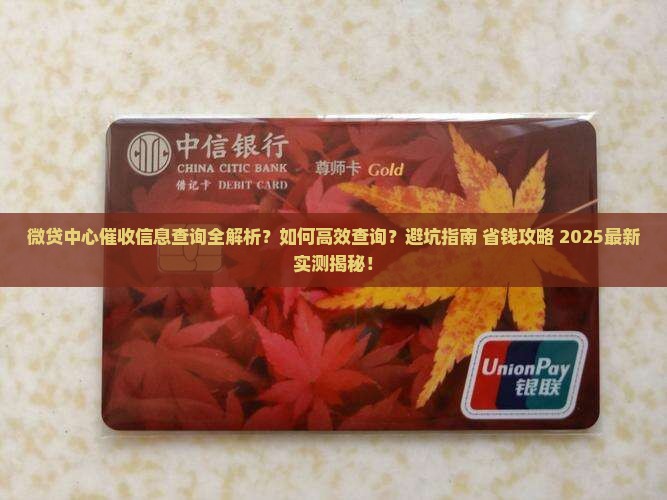 中信银行
CHINA CITIC BANK
借记卡 DEBIT CARD
尊师卡 Gold
微贷中心催收信息查询全解析？如何高效查询？避坑指南 省钱攻略 2025最新
实测揭秘！
UnionPay
银联